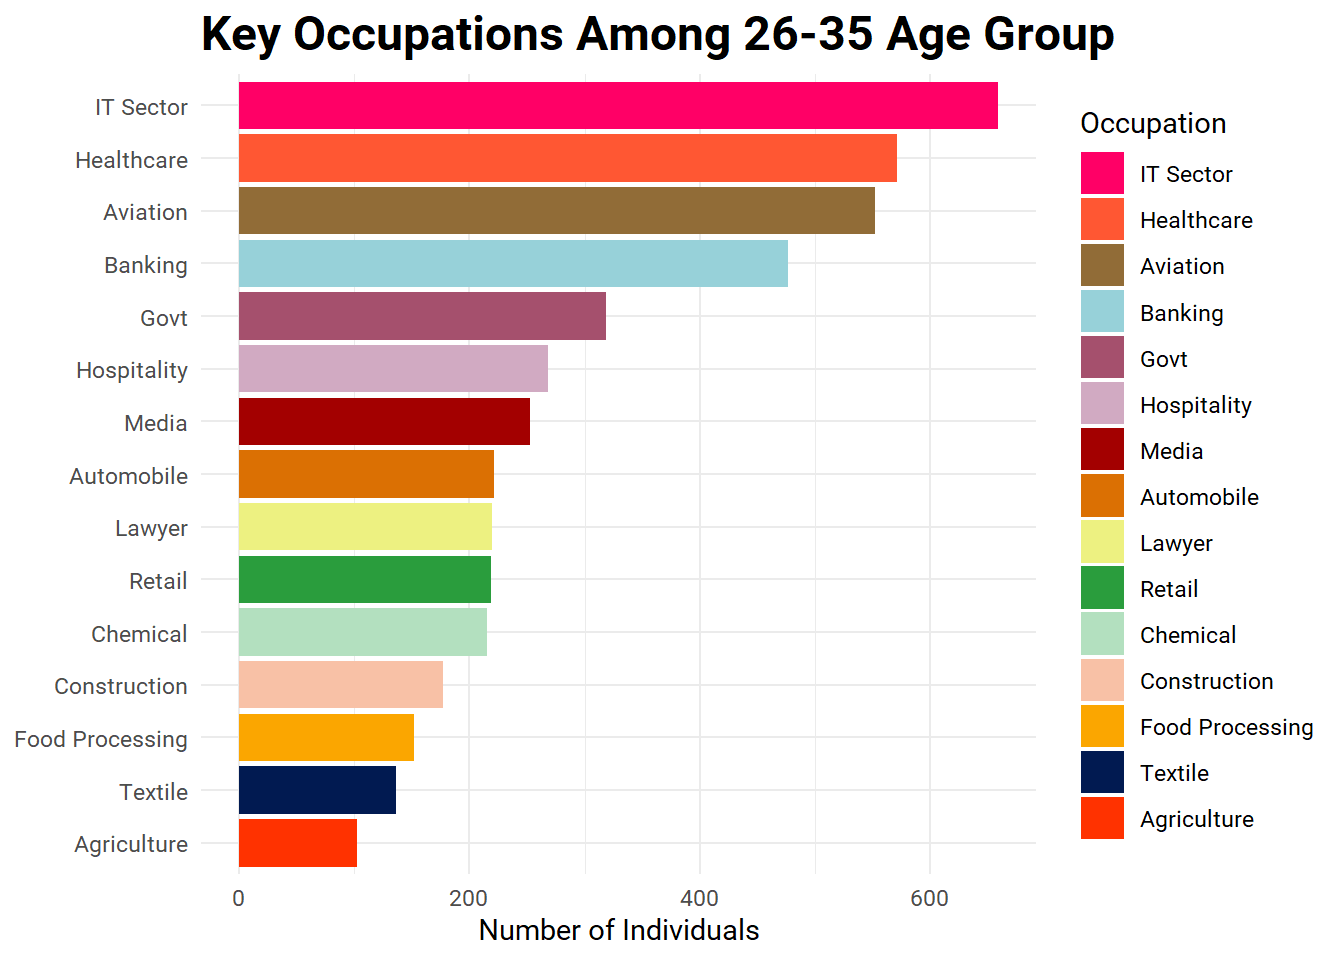 Key Occupations Among 26-35 Age Group
IT Sector
Healthcare
Aviation
Banking
Govt
Hospitality
Media
Automobile
Lawyer
Retail
Chemical
Construction
Food Processing
Textile
Agriculture
0 200 400 600
Number of Individuals
Occupation
IT Sector
Healthcare
Aviation
Banking
Govt
Hospitality
Media
Automobile
Lawyer
Retail
Chemical
Construction
Food Processing
Textile
Agriculture